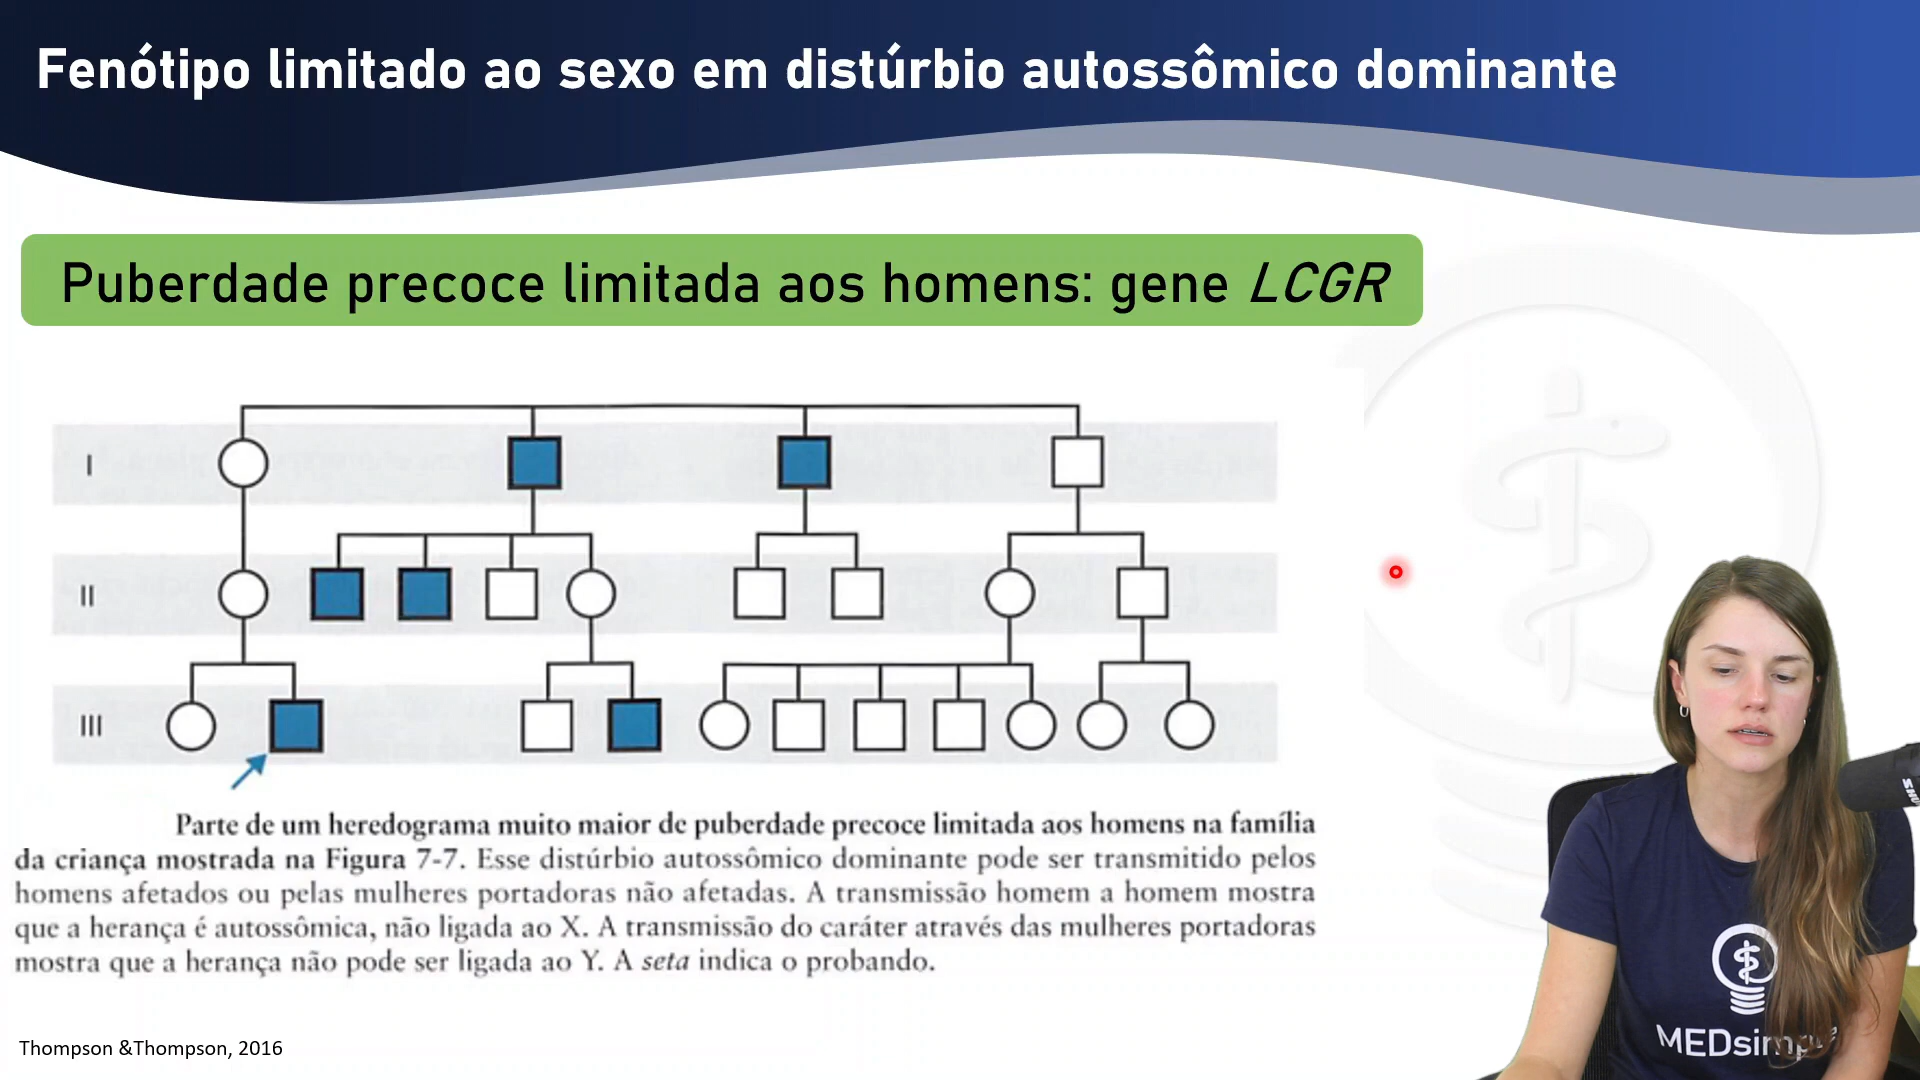 Fenótipo limitado ao sexo em distúrbio autossômico dominante
Puberdade precoce limitada aos homens: gene LCGR
I
II
III
Parte de um heredograma muito maior de puberdade precoce limitada aos homens na família
da criança mostrada na Figura 7-7. Esse distúrbio autossômico dominante pode ser transmitido pelos
homens afetados ou pelas mulheres portadoras não afetadas. A transmissão homem a homem mostra
que a herança é autossômica, não ligada ao X. A transmissão do caráter através das mulheres portadoras
mostra que a herança não pode ser ligada ao Y. A seta indica o probando.
Thompson &Thompson, 2016